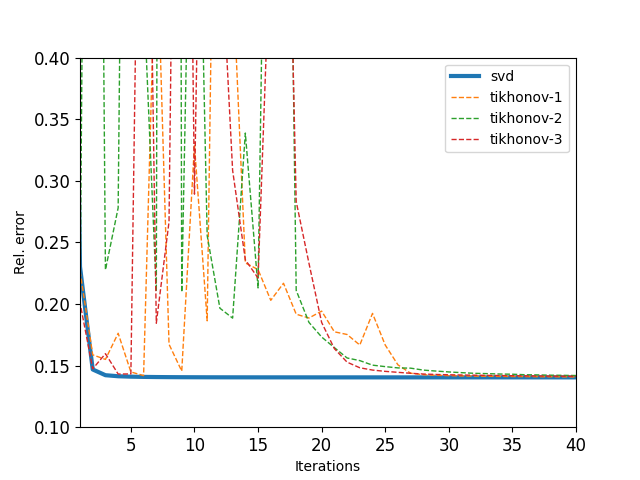 0.40
0.35
0.30
0.25
0.20
0.15
0.10
Rel. error
svd
tikhonov-1
tikhonov-2
tikhonov-3
5 10 15 20 25 30 35 40
Iterations